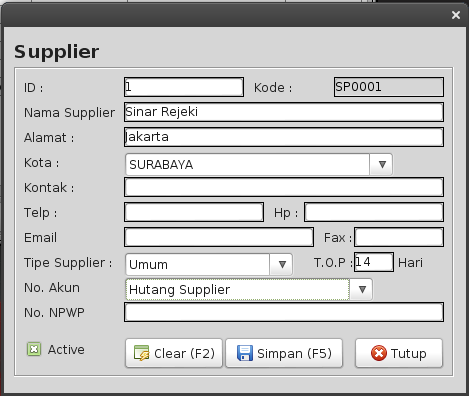 Supplier
ID : 1 Kode : SP0001
Nama Supplier Sinar Rejeki
Alamat : Jakarta
Kota : SURABAYA
Kontak :
Telp : Hp :
Email Fax :
Tipe Supplier : Umum T.O.P : 14 Hari
No. Akun Hutang Supplier
No. NPWP
Active Clear (F2) Simpan (F5) Tutup